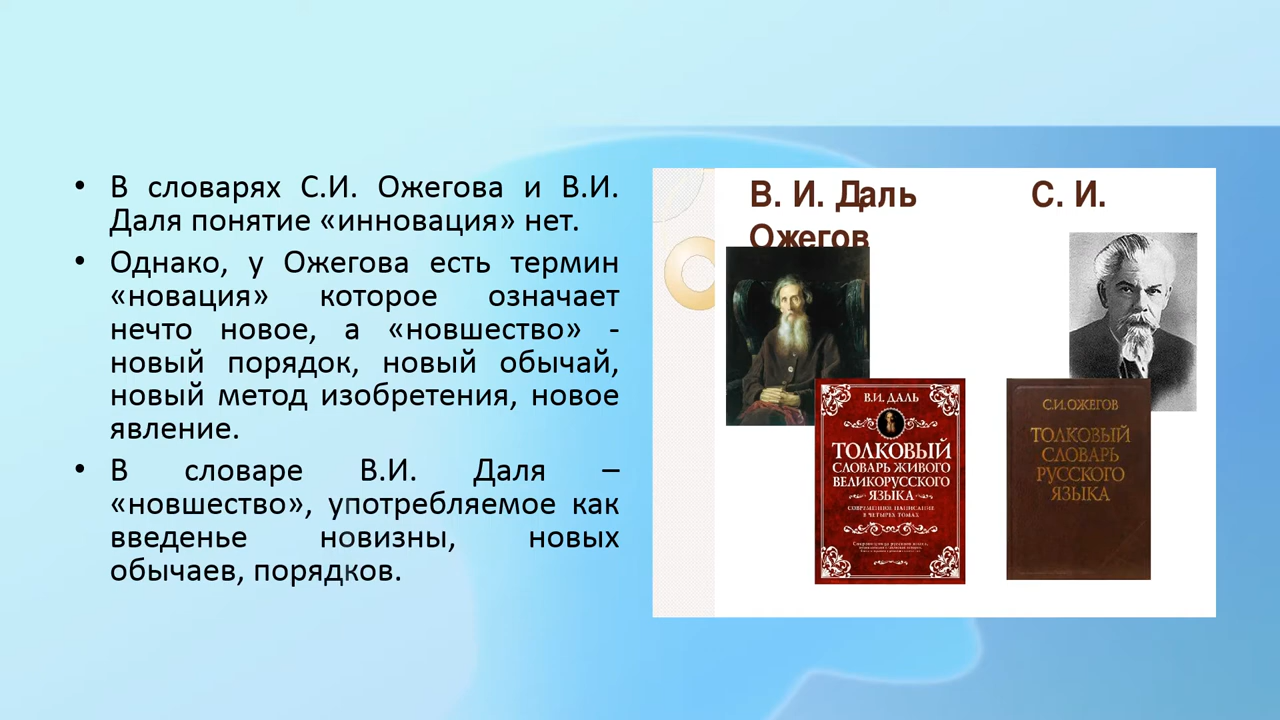 • В словарях С.И. Ожегова и В.И.
Даля понятие «инновация» нет.
• Однако, у Ожегова есть термин
«новация» которое означает
нечто новое, а «новшество» -
новый порядок, новый обычай,
новый метод изобретения, новое
явление.
• В словаре В.И. Даля –
«новшество», употребляемое как
введенье новизны, новых
обычаев, порядков.
В. И. Даль С. И.
Ожегов
В.И. ДАЛЬ
ТОЛКОВЫЙ
СЛОВАРЬ ЖИВОГО
ВЕЛИКОРУССКОГО
ЯЗЫКА
СОВРЕМЕННОЕ НАПИСАНИЕ
В ЧЕТЫРЕХ ТОМАХ
С.И.ОЖЕГОВ
ТОЛКОВЫЙ
СЛОВАРЬ
РУССКОГО
ЯЗЫКА